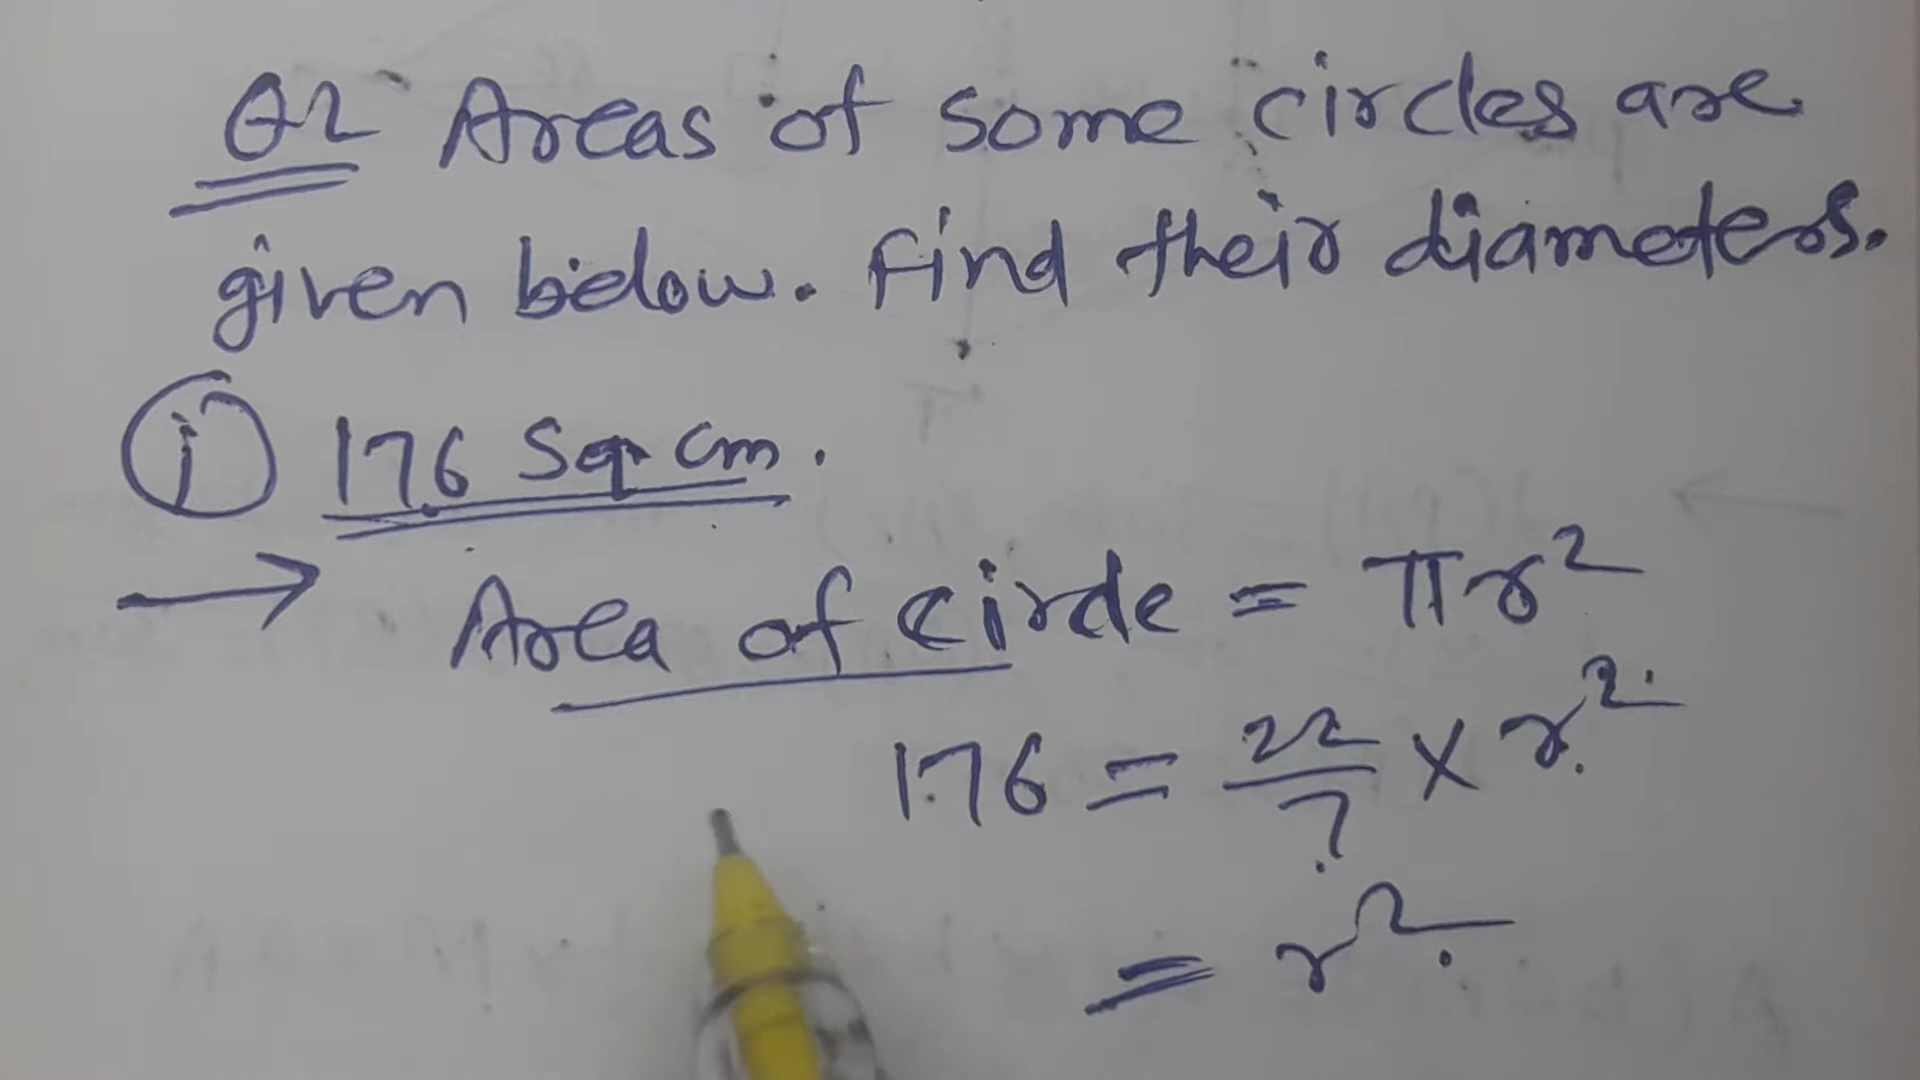 Q2 Areas of some circles are
given below. Find their diameters.
i 176 Sq cm.
→ Area of circle = πr²
176 = 22/7 × r²
= r²